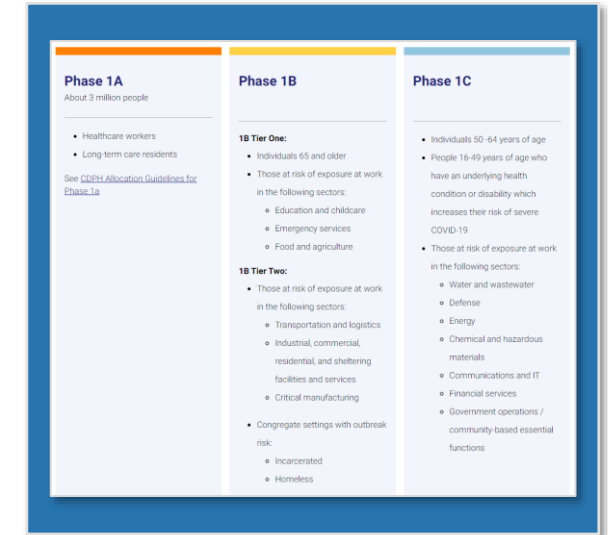 Phase 1A
About 3 million people
• Healthcare workers
• Long-term care residents
See CDPH Allocation Guidelines for
Phase 1a
Phase 1B
1B Tier One:
• Individuals 65 and older
• Those at risk of exposure at work
in the following sectors:
o Education and childcare
o Emergency services
o Food and agriculture
1B Tier Two:
• Those at risk of exposure at work
in the following sectors:
o Transportation and logistics
o Industrial, commercial,
residential, and sheltering
facilities and services
o Critical manufacturing
• Congregate settings with outbreak
risk:
o Incarcerated
o Homeless
Phase 1C
• Individuals 50 -64 years of age
• People 16-49 years of age who
have an underlying health
condition or disability which
increases their risk of severe
COVID-19
• Those at risk of exposure at work
in the following sectors:
o Water and wastewater
o Defense
o Energy
o Chemical and hazardous
materials
o Communications and IT
o Financial services
o Government operations /
community-based essential
functions